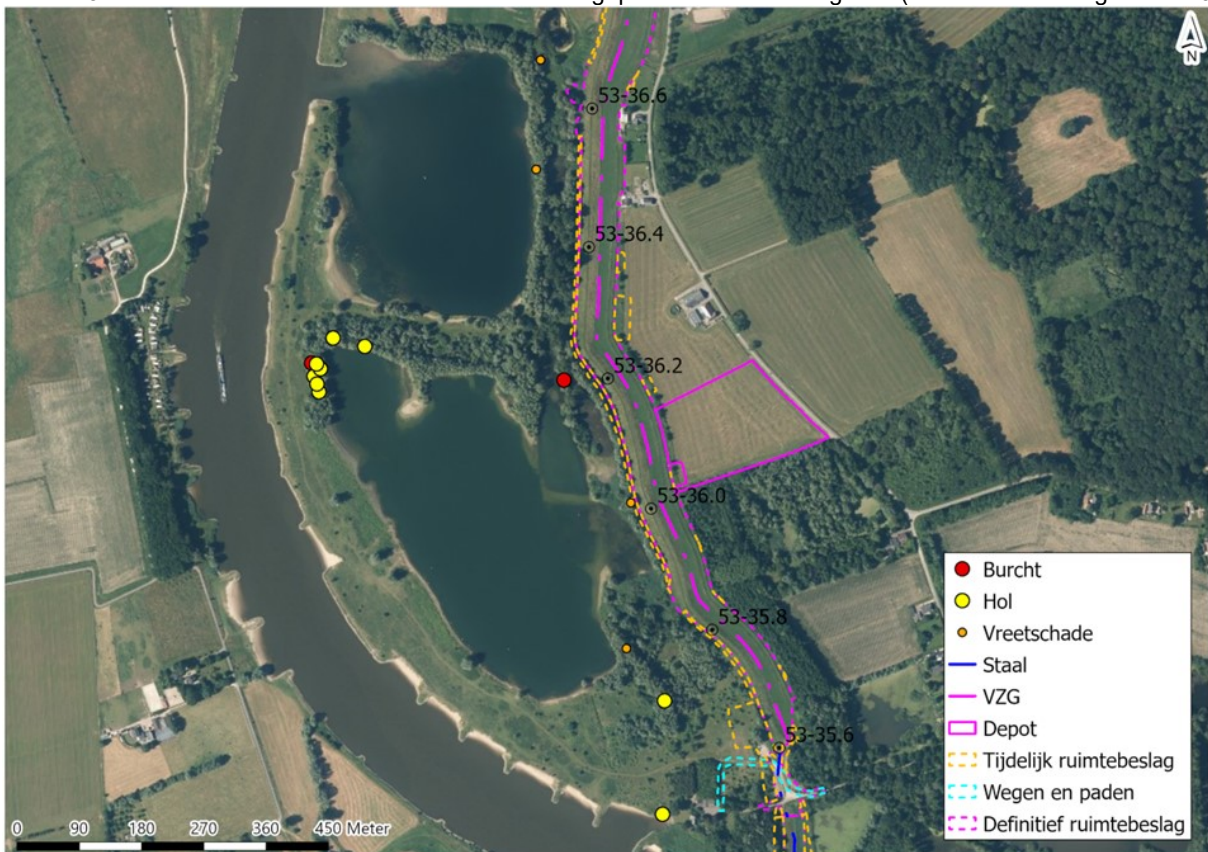 N
53-36.6
53-36.4
53-36.2
53-36.0
53-35.8
53-35.6
Burcht
Hol
Vreetschade
Staal
VZG
Depot
Tijdelijk ruimtebeslag
Wegen en paden
Definitief ruimtebeslag
0 90 180 270 360 450 Meter